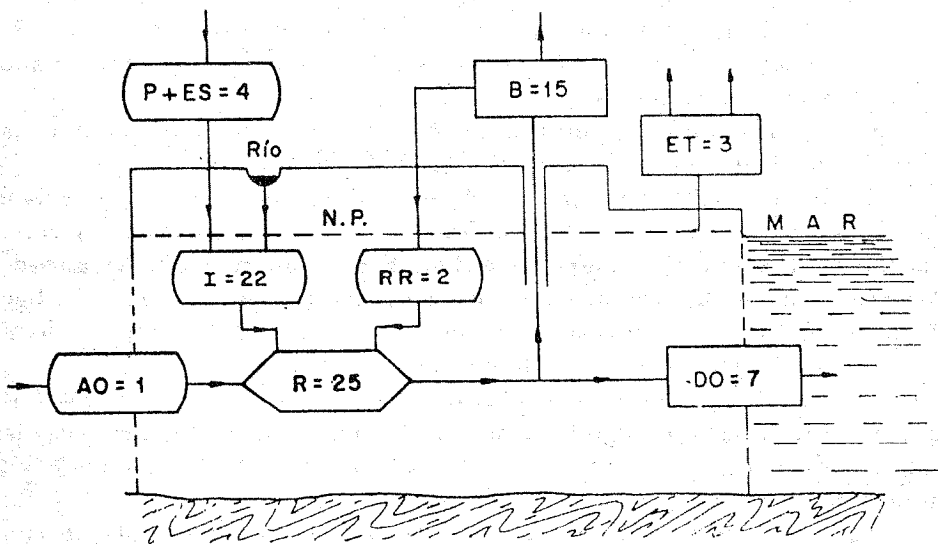 P+ES = 4
B = 15
ET = 3
Río
N.P.
M A R
I = 22
RR = 2
AO = 1
R = 25
DO = 7